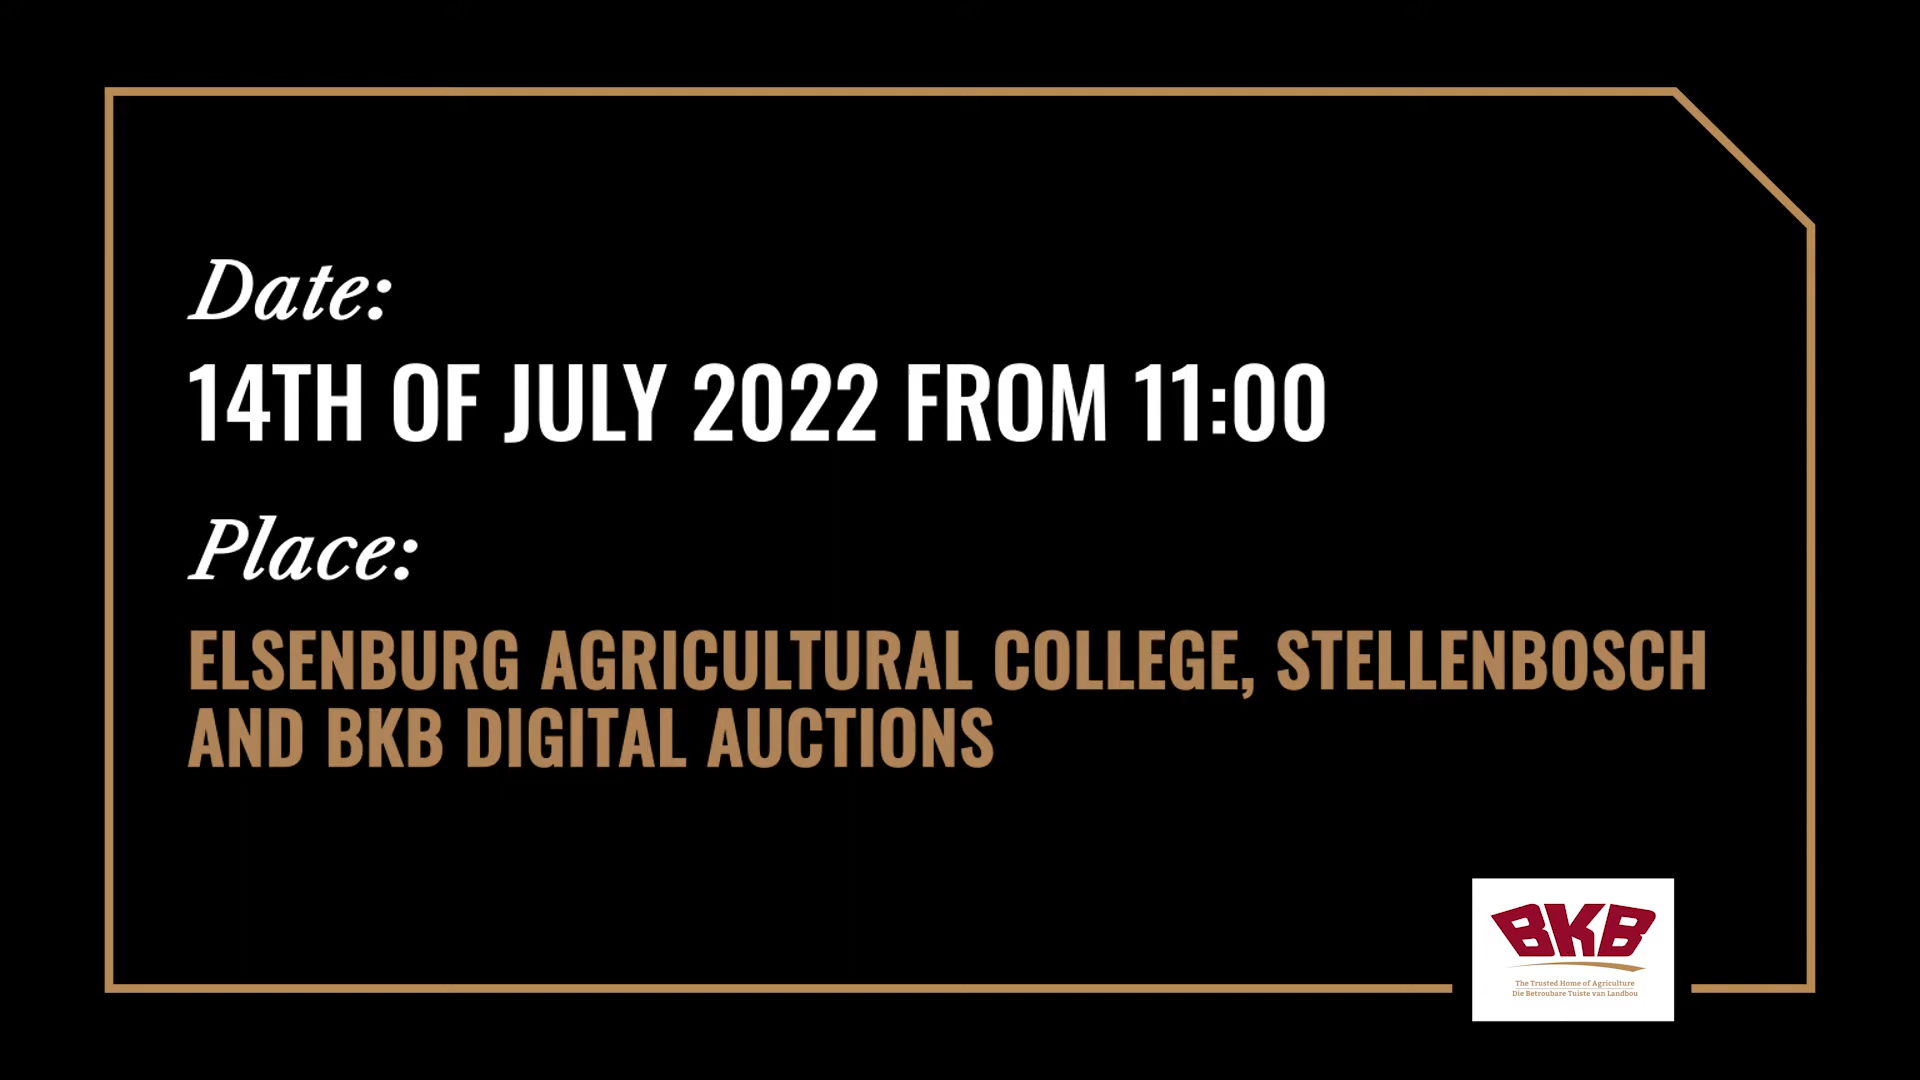 Date:
14TH OF JULY 2022 FROM 11:00
Place:
ELSENBURG AGRICULTURAL COLLEGE, STELLENBOSCH
AND BKB DIGITAL AUCTIONS
BKB
The Trusted Home of Agriculture
Die Betroubare Tuiste van Landbou